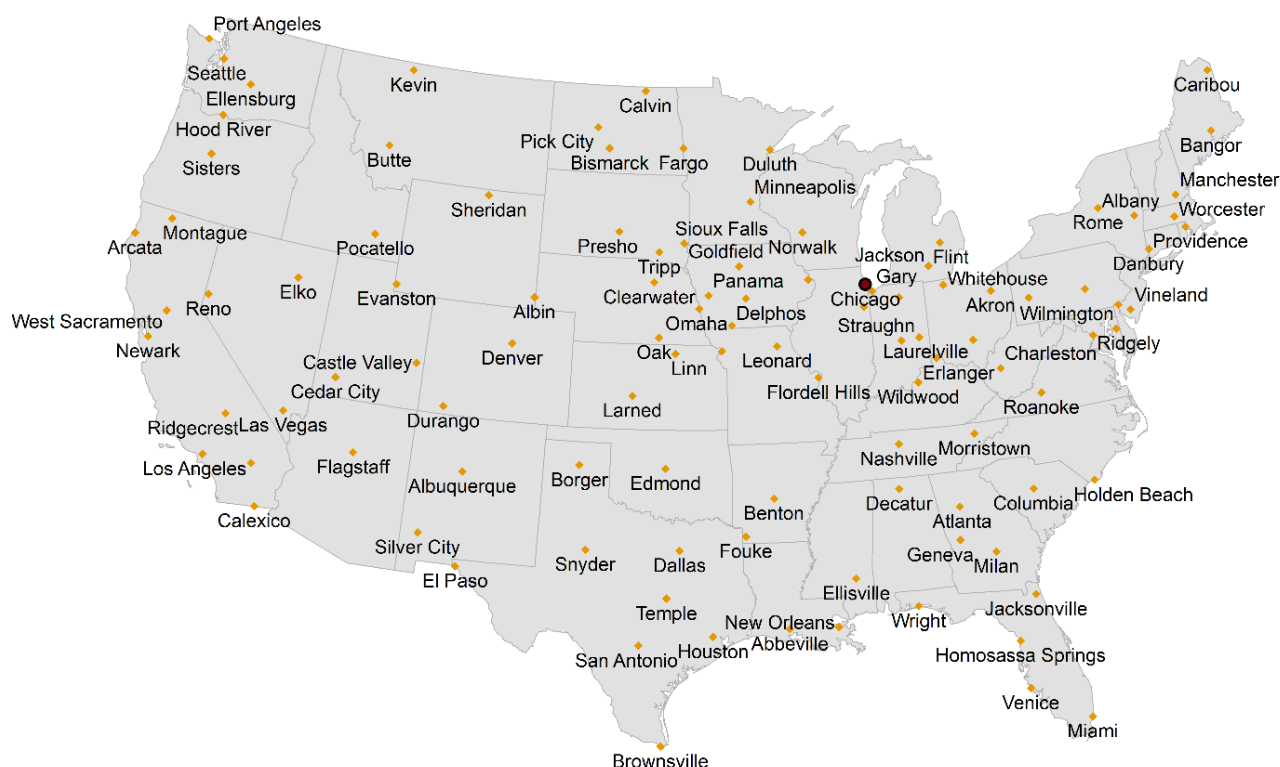 Port Angeles
Seattle
Kevin
Caribou
Ellensburg
Calvin
Hood River
Pick City
Bangor
Sisters
Butte
Bismarck
Fargo
Duluth
Minneapolis
Manchester
Sheridan
Albany
Worcester
Rome
Montague
Sioux Falls
Arcata
Pocatello
Presho
Norwalk
Providence
Goldfield
Jackson
Flint
Danbury
Tripp
Panama
Gary
Whitehouse
Elko
Evanston
Clearwater
Chicago
Vineland
Reno
Albin
Delphos
Akron
Wilmington
West Sacramento
Omaha
Straughn
Ridgely
Newark
Oak
Laurelville
Charleston
Denver
Leonard
Castle Valley
Linn
Erlanger
Cedar City
Flordell Hills
Wildwood
Larned
Roanoke
Durango
Ridgecrest
Las Vegas
Morristown
Nashville
Los Angeles
Flagstaff
Albuquerque
Borger
Edmond
Holden Beach
Decatur
Columbia
Benton
Calexico
Atlanta
Silver City
Fouke
Geneva
Snyder
Dallas
Milan
El Paso
Ellisville
Jacksonville
Temple
New Orleans
Wright
Abbeville
Houston
San Antonio
Homosassa Springs
Venice
Miami
Brownsville